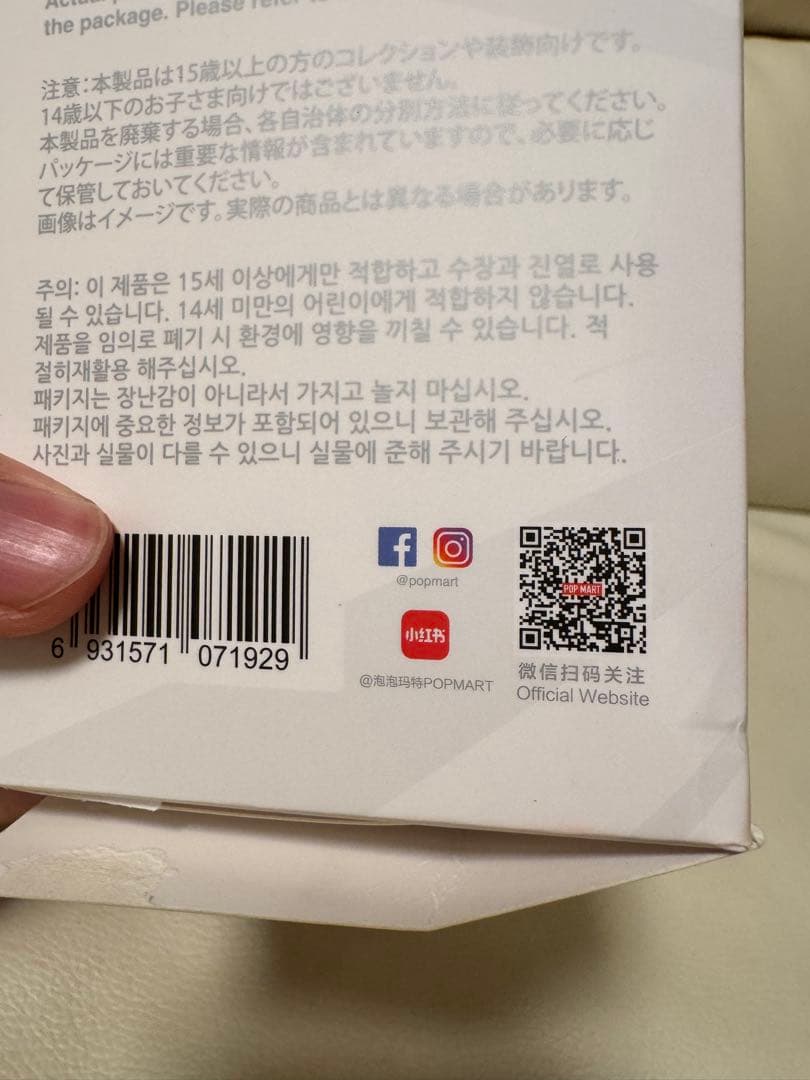 the package. Please refer to
注意：本製品は15歳以上の方のコレクションや装飾向けです。
14歳以下のお子さま向けではございません。
本製品を廃棄する場合、各自治体の分別方法に従ってください。
パッケージには重要な情報が含まれていますので、必要に応じ
て保管しておいてください。
画像はイメージです。実際の商品とは異なる場合があります。
주의: 이 제품은 15세 이상에게만 적합하고 수장과 진열로 사용
될 수 있습니다. 14세 미만의 어린이에게 적합하지 않습니다.
제품을 임의로 폐기 시 환경에 영향을 끼칠 수 있습니다. 적
절히재활용 해주십시오.
패키지는 장난감이 아니라서 가지고 놀지 마십시오.
패키지에 중요한 정보가 포함되어 있으니 보관해 주십시오.
사진과 실물이 다를 수 있으니 실물에 준해 주시기 바랍니다.
6 931571 071929
@popmart
小红书
@泡泡玛特POPMART
POP MART
微信扫码关注
Official Website